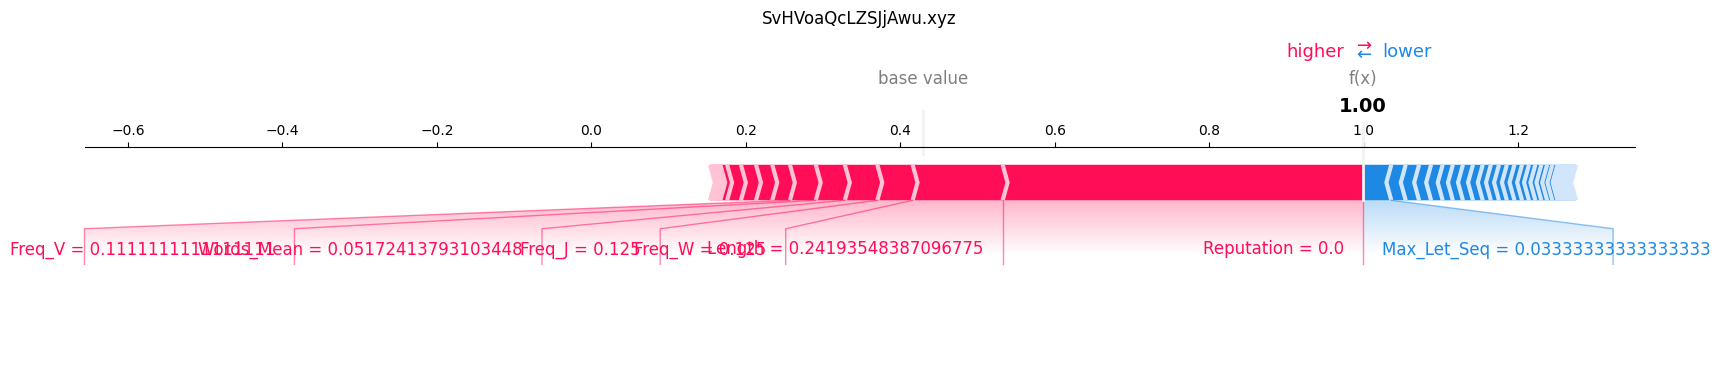 SvHVoaQcLZSJjAwu.xyz
higher → ← lower
base value f(x)
1.00
−0.6 −0.4 −0.2 0.0 0.2 0.4 0.6 0.8 1.0 1.2
Freq_V = 0.1111111111111111 Words_Mean = 0.05172413793103448 Freq_J = 0.125 Freq_W = 0.125 Length = 0.24193548387096775 Reputation = 0.0 Max_Let_Seq = 0.03333333333333333